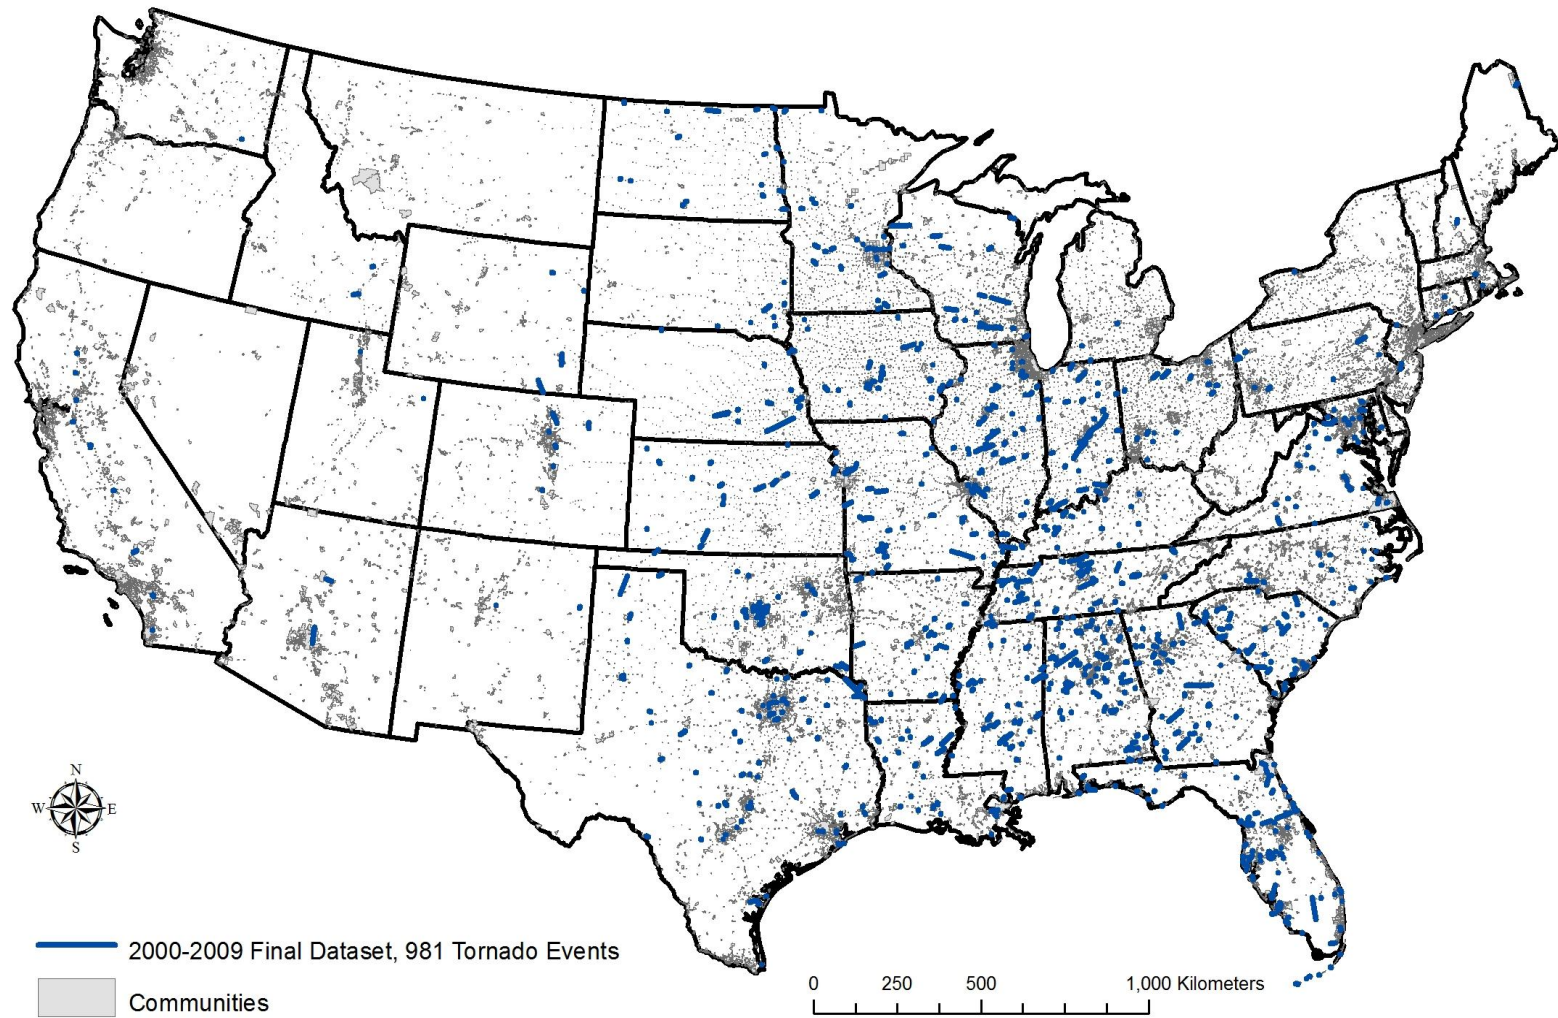 N
W E
S
2000-2009 Final Dataset, 981 Tornado Events
Communities
0 250 500 1,000 Kilometers